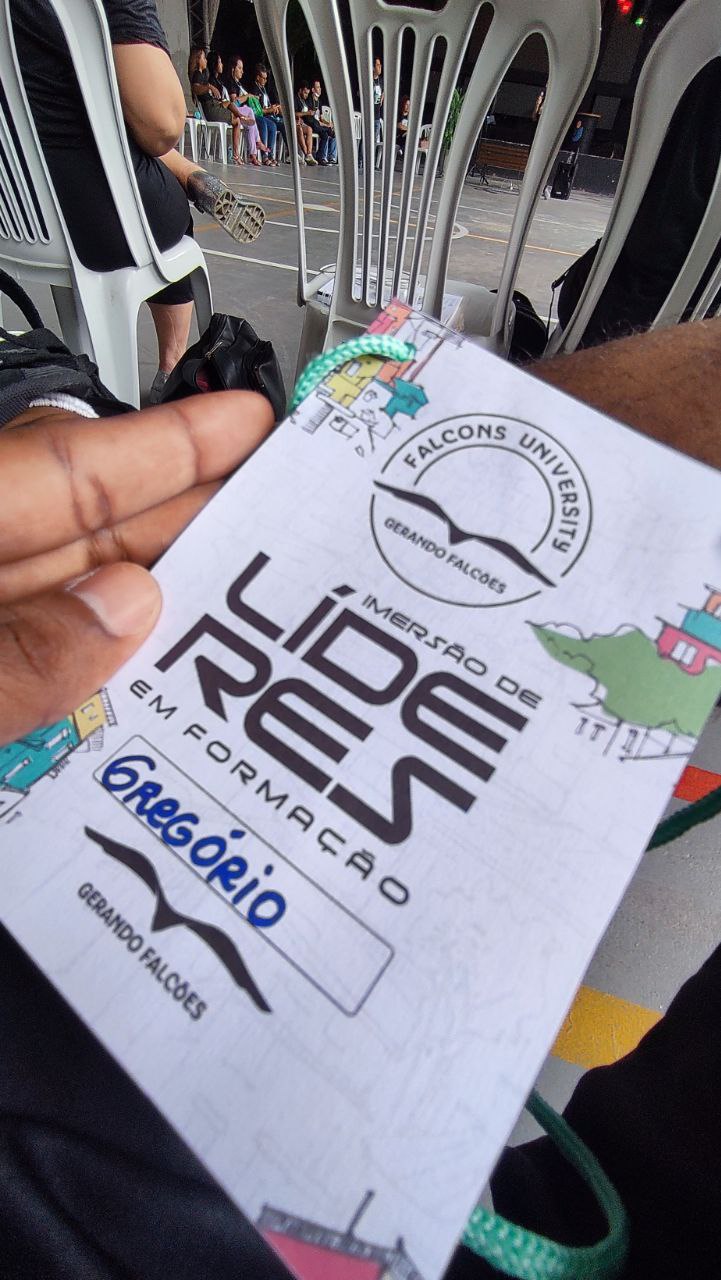 FALCONS UNIVERSITY
GERANDO FALCÕES
IMERSÃO DE
LÍDE
RES
EM FORMAÇÃO
GREGÓRIO
GERANDO FALCÕES